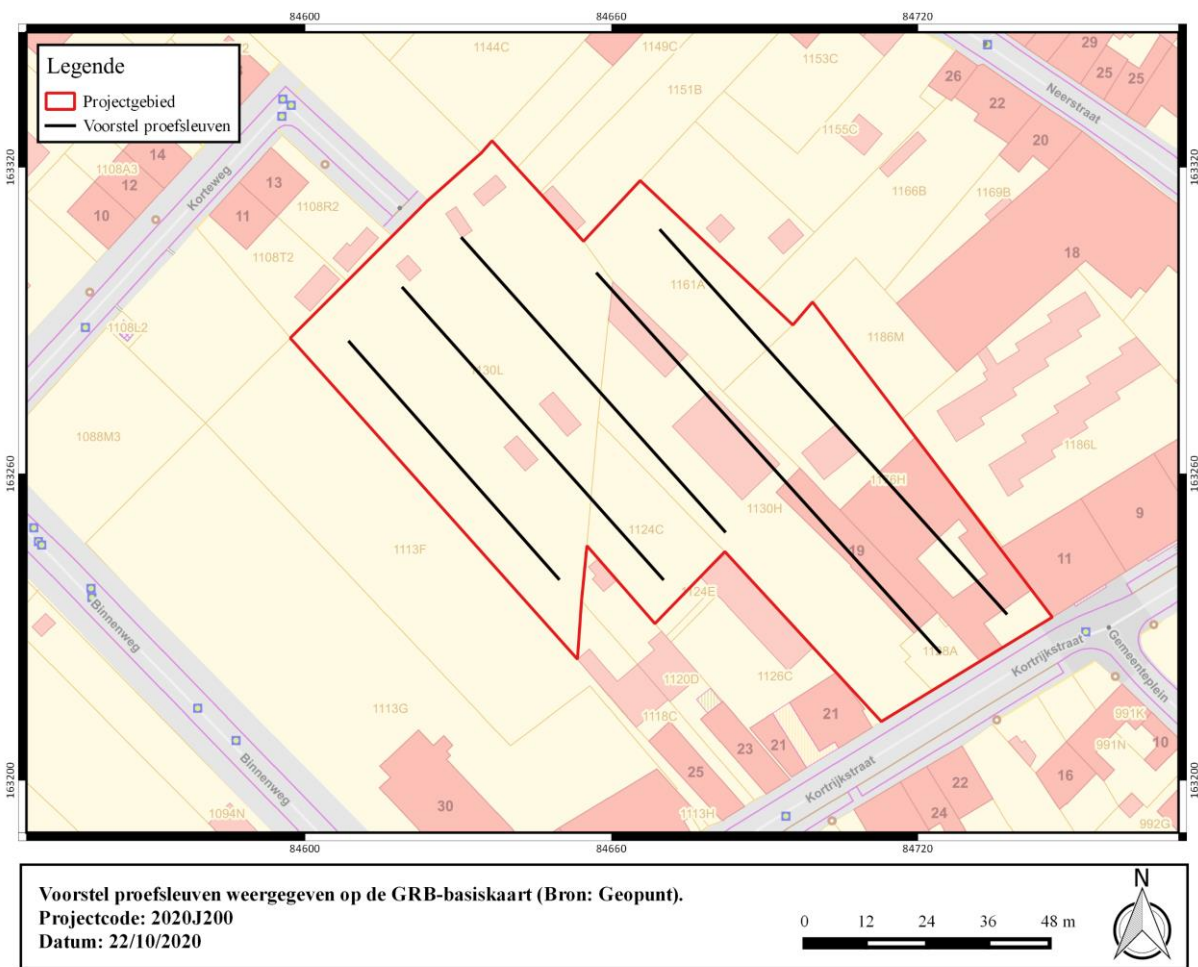 84600
84660
84720
Legende
Projectgebied
Voorstel proefsleuven
163320
163260
163200
163320
163260
163200
1144C
1149C
1153C
1151B
1155C
1166B
1169B
26
22
20
29
25
25
Neerstraat
18
1108A3
14
12
10
Korteweg
13
11
1108R2
1108T2
1108L2
1161A
1186M
1186L
1130L
1088M3
1130H
19
11
9
1124C
1113F
1124E
Binnenweg
1126C
1120D
1118C
Kortrijkstraat
Gemeenteplein
1113G
21
21
23
25
991K
991N
10
16
Binnenweg
30
1094N
1113H
Kortrijkstraat
22
24
992G
84600
84660
84720
Voorstel proefsleuven weergegeven op de GRB-basiskaart (Bron: Geopunt).
Projectcode: 2020J200
Datum: 22/10/2020
0 12 24 36 48 m
N